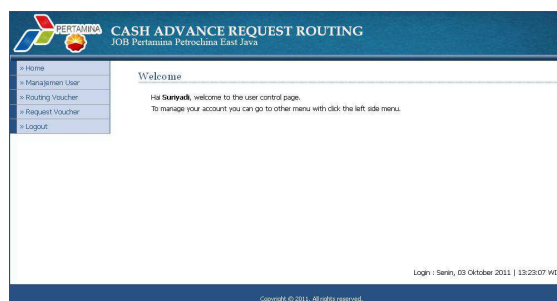 PERTAMINA
CASH ADVANCE REQUEST ROUTING
JOB Pertamina Petrochina East Java
» Home
» Manajemen User
» Routing Voucher
» Request Voucher
» Logout
Welcome
Hai Suriyadi, welcome to the user control page.
To manage your account you can go to other menu with click the left side menu.
Login : Senin, 03 Oktober 2011 | 13:23:07 WI
Copyright © 2011. All rights reserved.